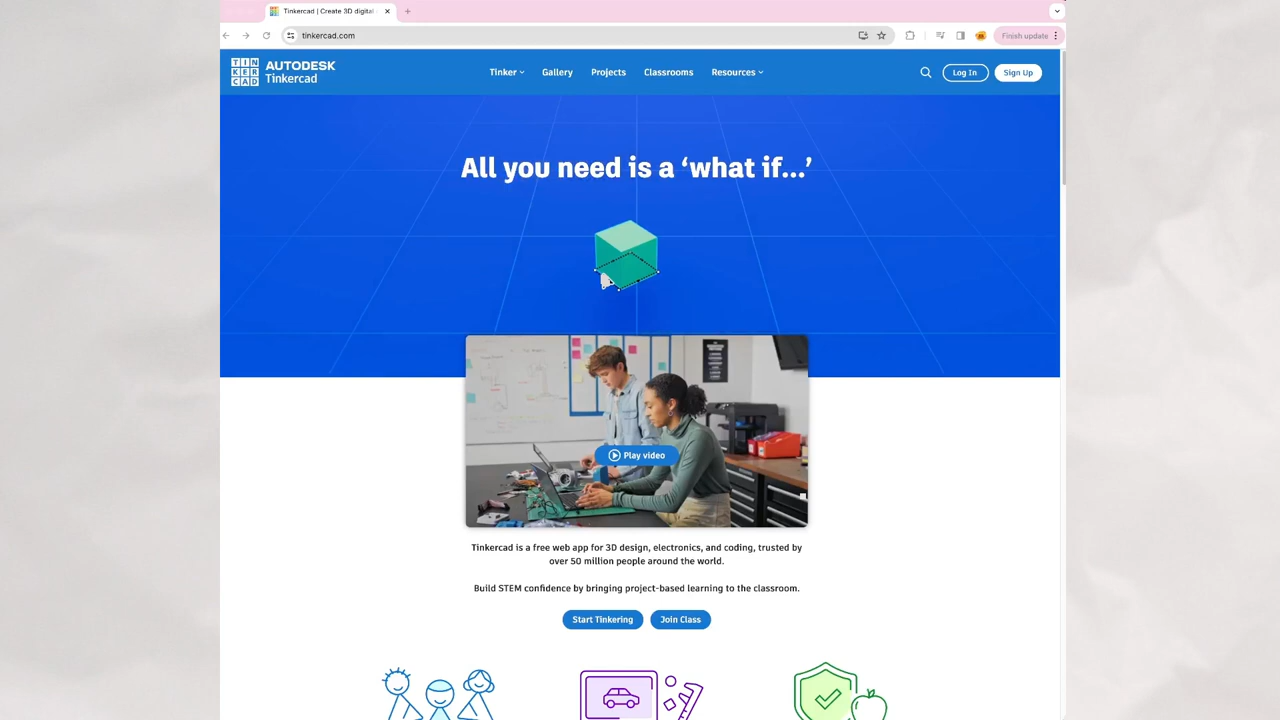 Tinkercad | Create 3D digital
tinkercad.com
Finish update
TINKERCAD
AUTODESK
Tinkercad
Tinker
Gallery
Projects
Classrooms
Resources
Log In
Sign Up
All you need is a ‘what if...’
Play video
Tinkercad is a free web app for 3D design, electronics, and coding, trusted by
over 50 million people around the world.
Build STEM confidence by bringing project-based learning to the classroom.
Start Tinkering
Join Class